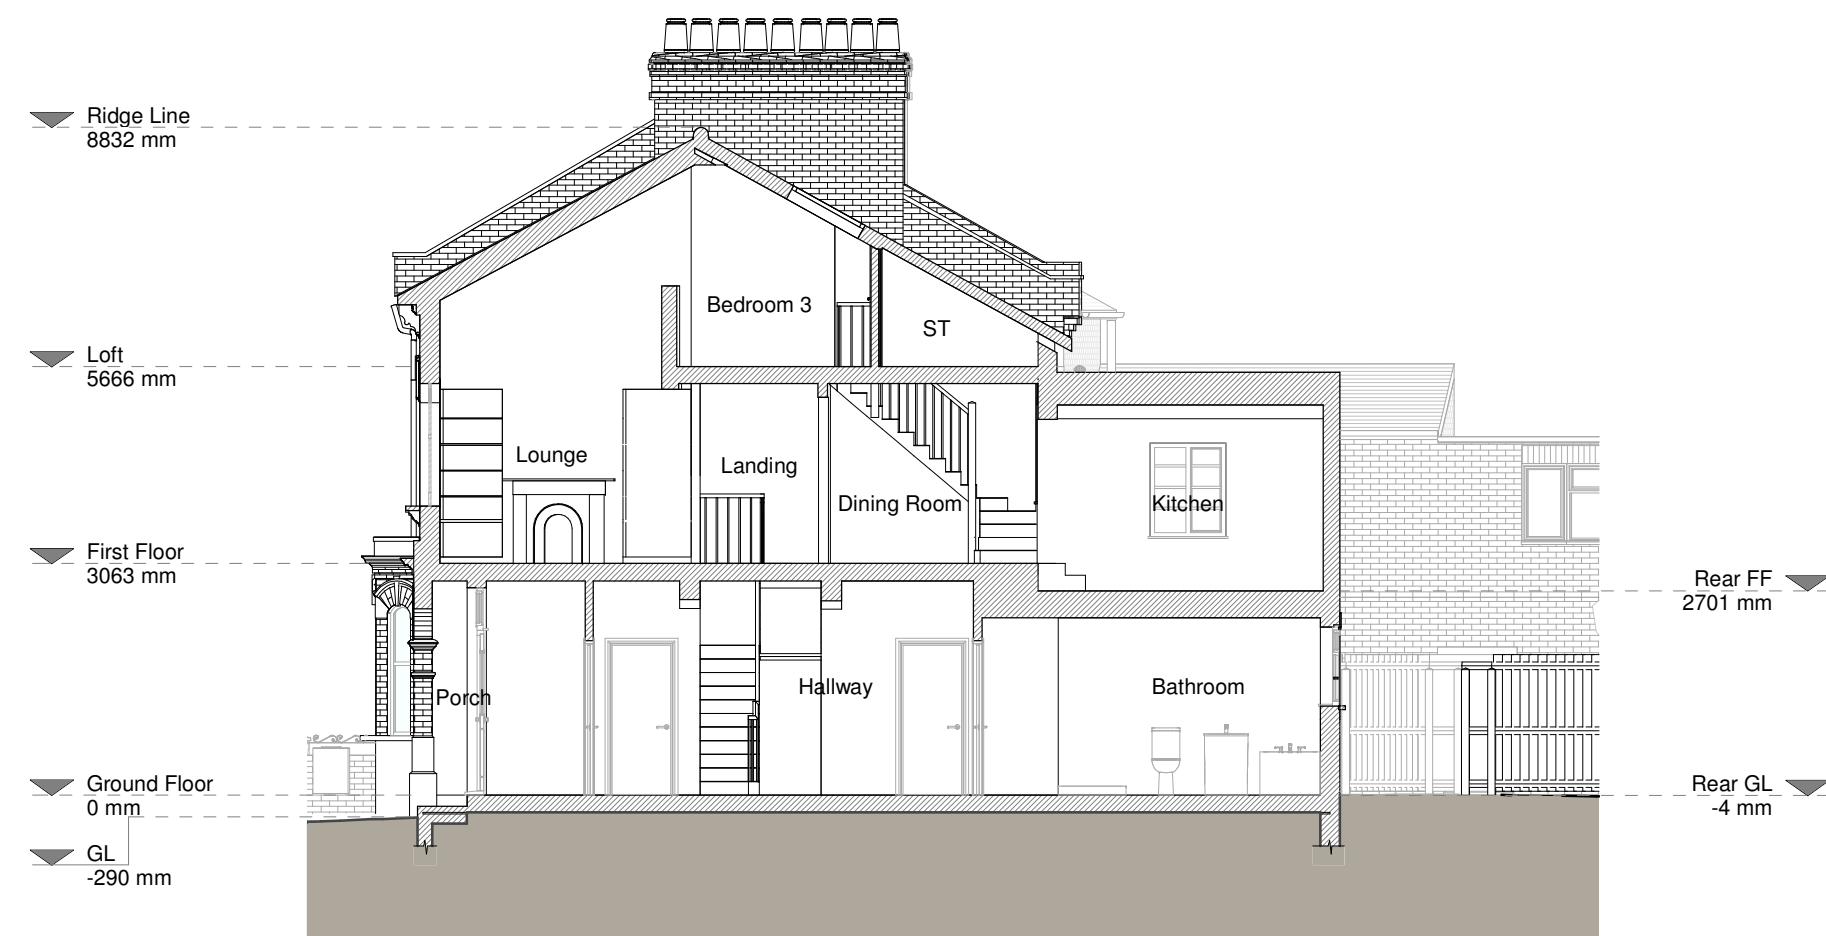 Ridge Line
8832 mm
Bedroom 3
ST
Loft
5666 mm
Lounge
Landing
Dining Room
Kitchen
First Floor
3063 mm
Rear FF
2701 mm
Porch
Hallway
Bathroom
Ground Floor
0 mm
Rear GL
-4 mm
GL
-290 mm